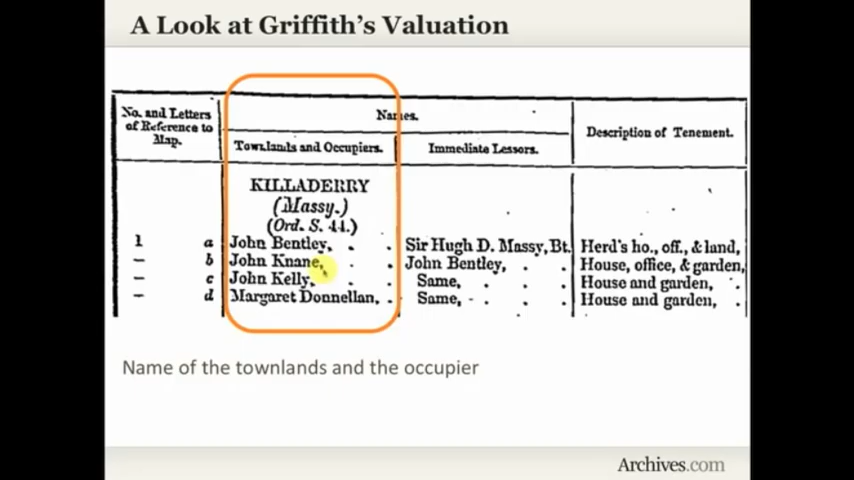 A Look at Griffith's Valuation
No. and Letters of Reference to Map.
Names.
Townlands and Occupiers.
Immediate Lessors.
Description of Tenement.
KILLADERRY
(Massy.)
(Ord. S. 44.)
1 a John Bentley, . . Sir Hugh D. Massy, Bt. Herd's ho., off., & land,
— b John Knane, . . John Bentley, . . House, office, & garden,
— c John Kelly, . . Same, . . . House and garden, .
— d Margaret Donnellan, . Same, - . . . House and garden, .
Name of the townlands and the occupier
Archives.com